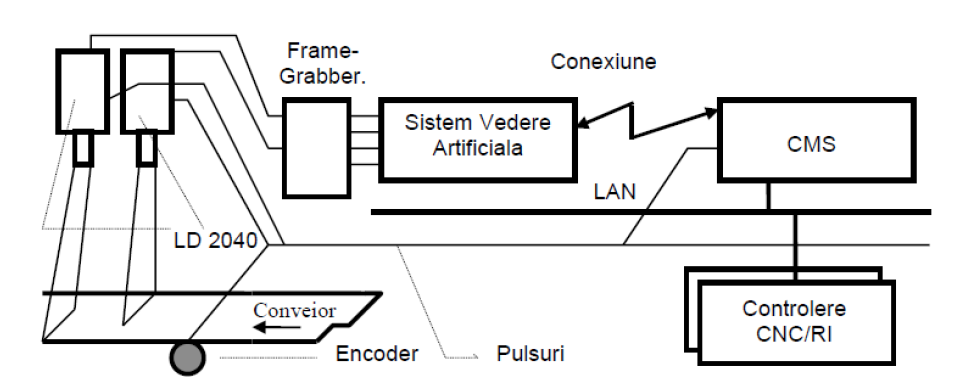 Frame-
Grabber.
Conexiune
Sistem Vedere
Artificiala
CMS
LAN
LD 2040
Conveior
Controlere
CNC/RI
Encoder
Pulsuri